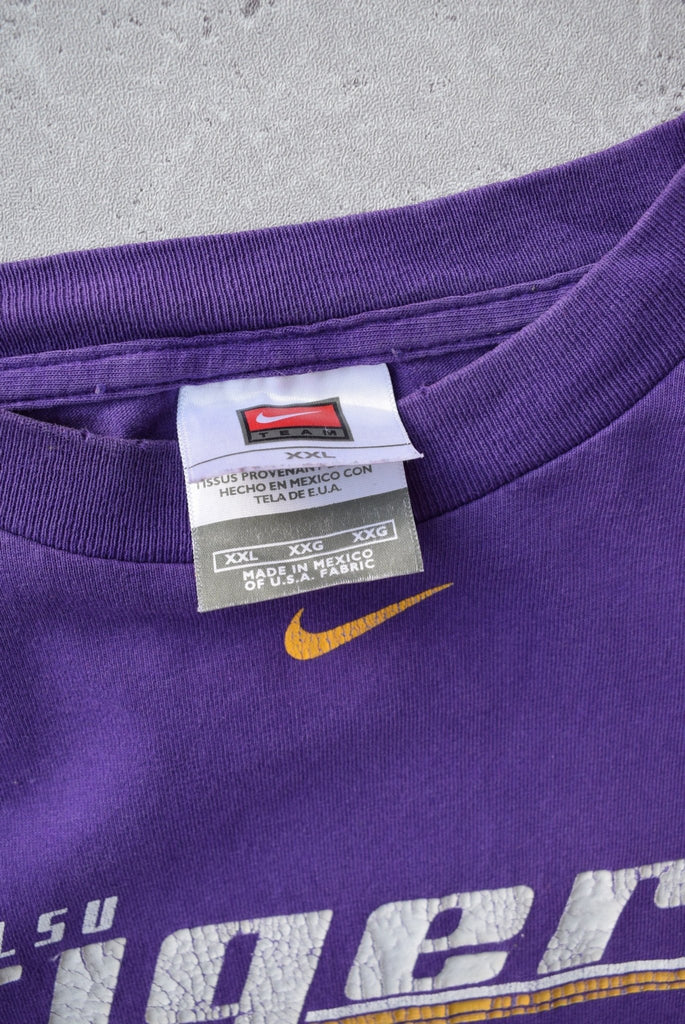 TEAM
XXL
TISSUS PROVENANT
HECHO EN MEXICO CON
TELA DE E.U.A.
XXL XXG XXG
MADE IN MEXICO
OF U.S.A. FABRIC
LSU
Tiger